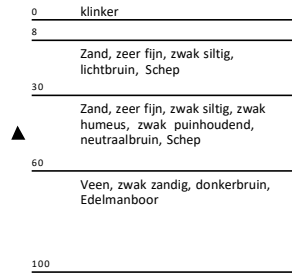 0 klinker
8
Zand, zeer fijn, zwak siltig,
lichtbruin, Schep
30
Zand, zeer fijn, zwak siltig, zwak
humeus, zwak puinhoudend,
neutraalbruin, Schep
60
Veen, zwak zandig, donkerbruin,
Edelmanboor
100